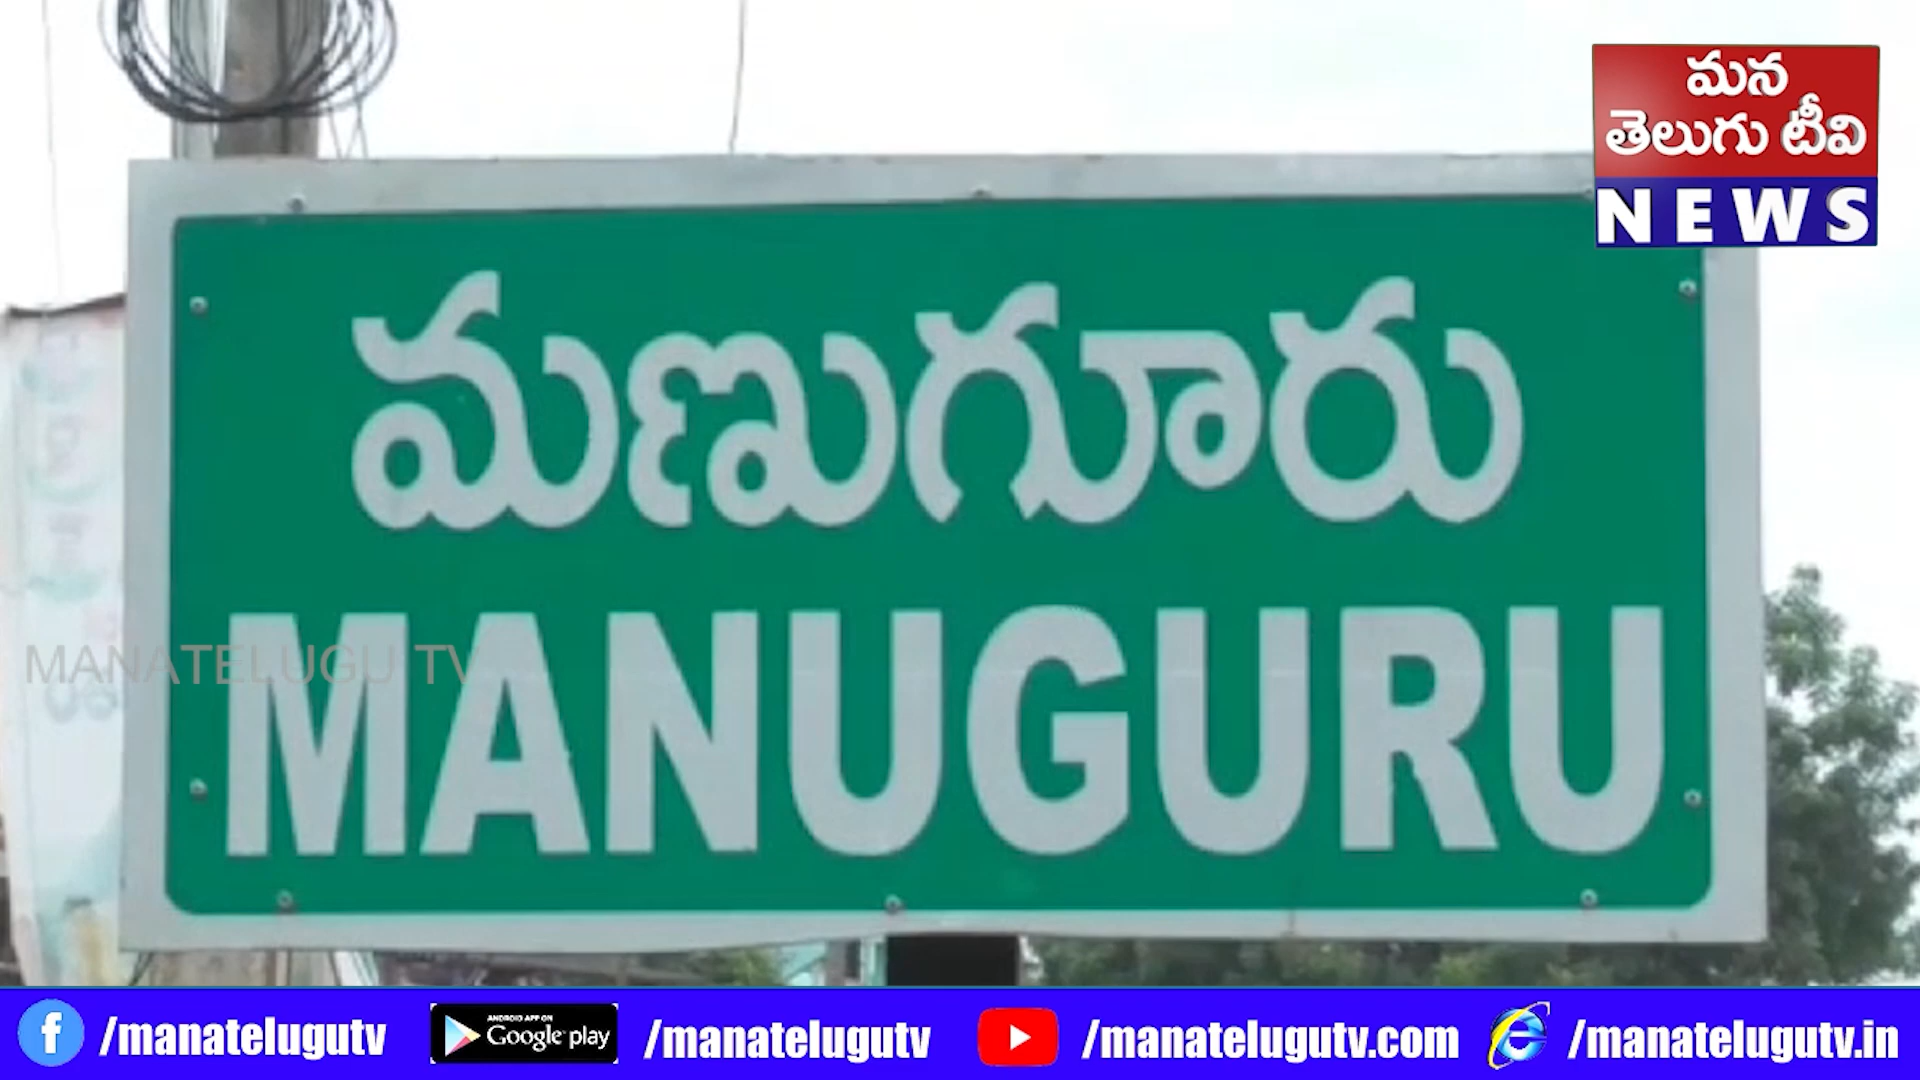 మన
తెలుగు టీవి
NEWS
మణుగూరు
MANUGURU
MANATELUGU TV
/manatelugutv
ANDROID APP ON
Google play
/manatelugutv
/manatelugutv.com
/manatelugutv.in